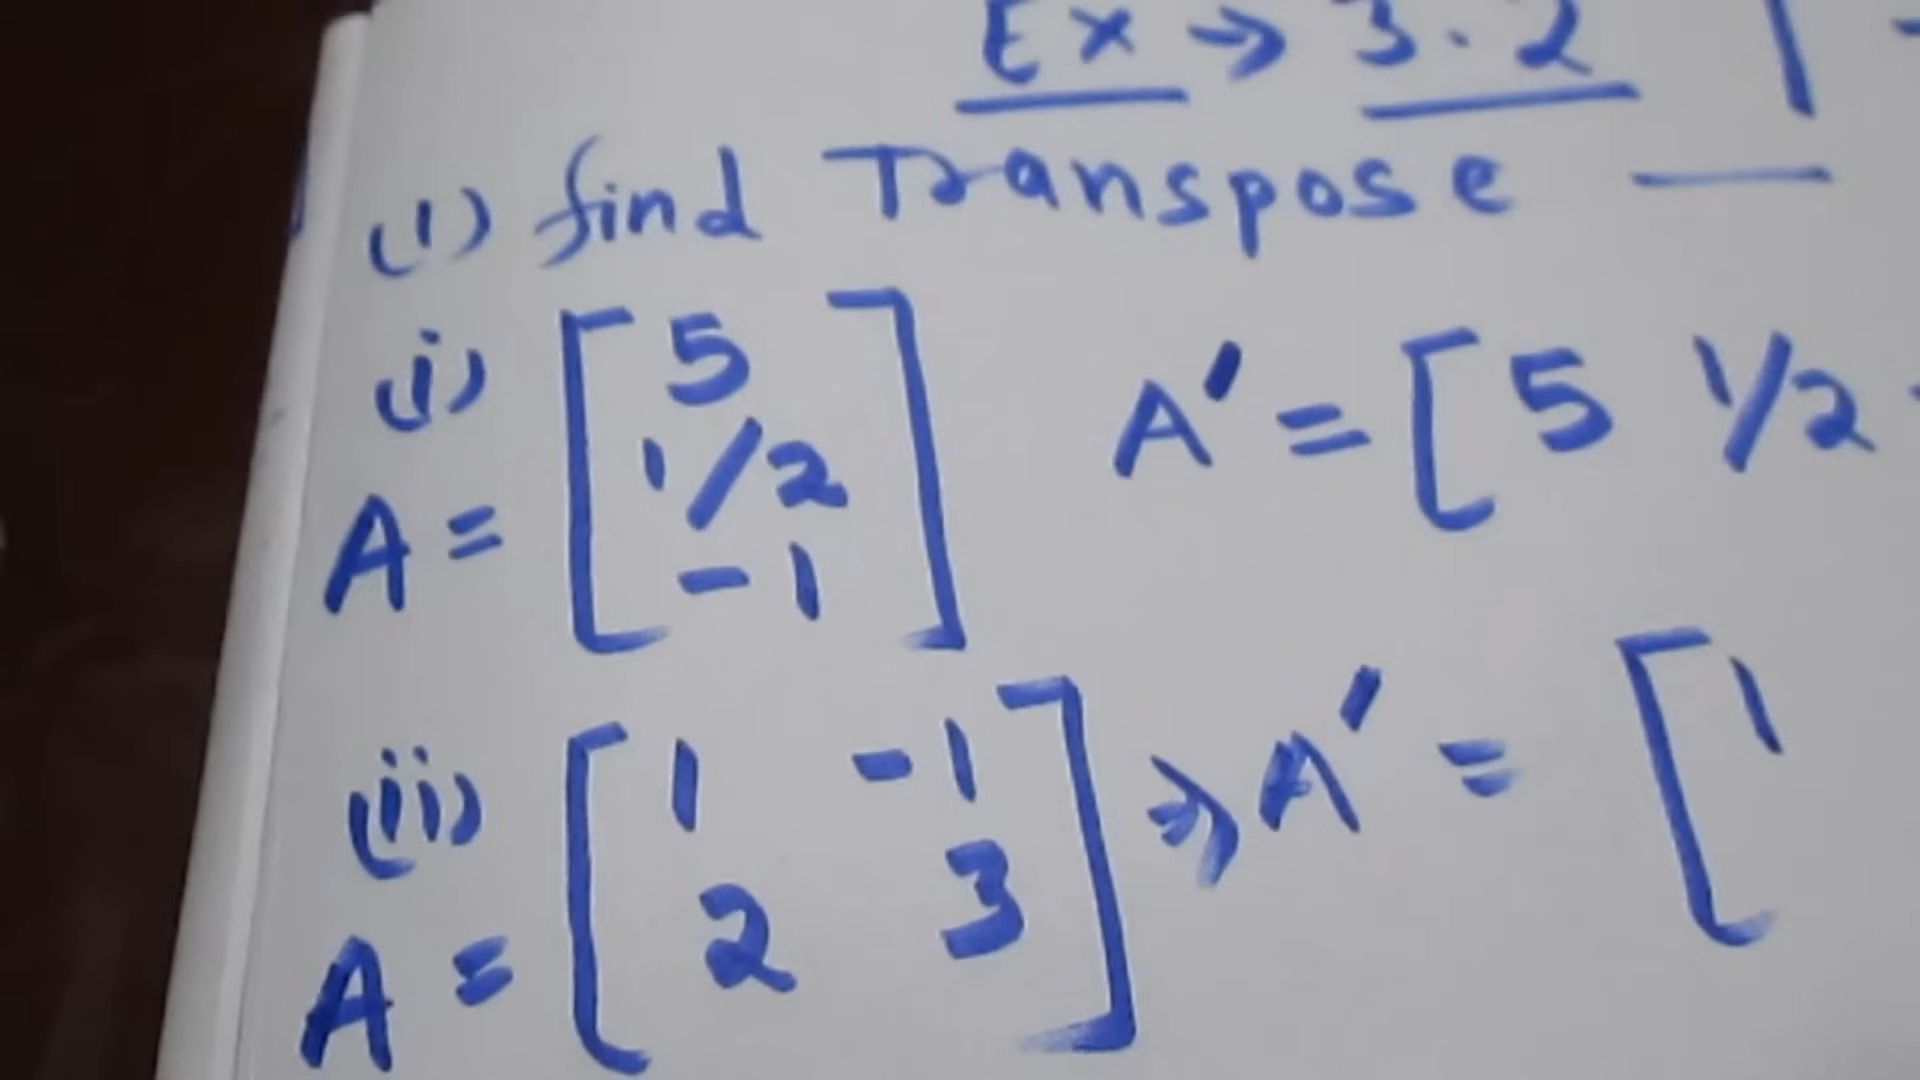 Ex → 3.2
(1) find Transpose —
(i) A = [ 5 1/2 -1 ] A' = [ 5 1/2
(ii) A = [ 1 -1 2 3 ] ⇒ A' = [ 1